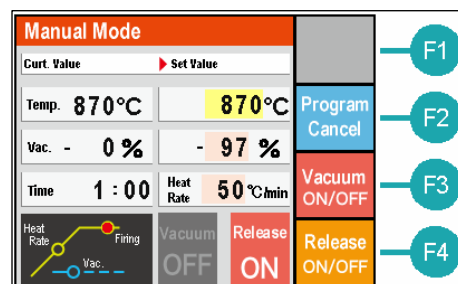 Manual Mode
Curt. Value
Set Value
Temp. 870°C
870°C
Vac. - 0 %
- 97 %
Time 1 : 00
Heat Rate 50 °C/min
Heat Rate
Firing
Vac.
Vacuum
OFF
Release
ON
F1
Program
Cancel
F2
Vacuum
ON/OFF
F3
Release
ON/OFF
F4